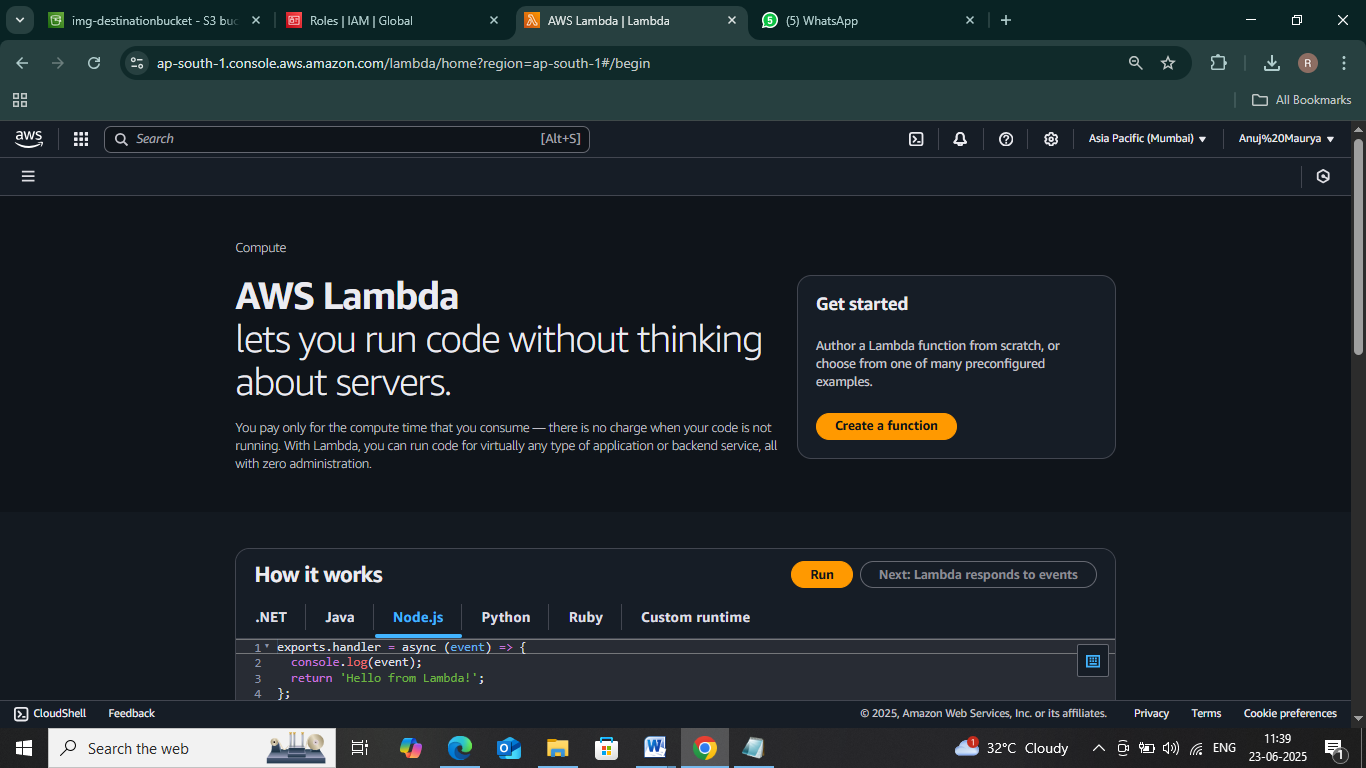 img-destinationbucket - S3 buc
Roles | IAM | Global
AWS Lambda | Lambda
(5) WhatsApp
ap-south-1.console.aws.amazon.com/lambda/home?region=ap-south-1#/begin
R
All Bookmarks
aws
Search
[Alt+S]
Asia Pacific (Mumbai)
Anuj%20Maurya
Compute
AWS Lambda
lets you run code without thinking
about servers.
You pay only for the compute time that you consume — there is no charge when your code is not
running. With Lambda, you can run code for virtually any type of application or backend service, all
with zero administration.
Get started
Author a Lambda function from scratch, or
choose from one of many preconfigured
examples.
Create a function
How it works
Run
Next: Lambda responds to events
.NET
Java
Node.js
Python
Ruby
Custom runtime
1 exports.handler = async (event) => {
2 console.log(event);
3 return 'Hello from Lambda!';
4 };
CloudShell
Feedback
© 2025, Amazon Web Services, Inc. or its affiliates.
Privacy
Terms
Cookie preferences
Search the web
1
32°C Cloudy
ENG
11:39
23-06-2025
1